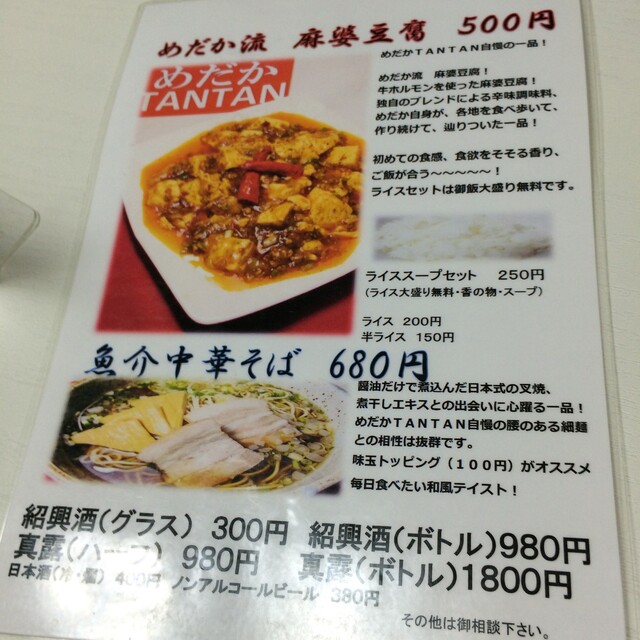 めだか流 麻婆豆腐 500円
めだかTANTAN自慢の一品！
めだか
TANTAN
めだか流 麻婆豆腐！
牛ホルモンを使った麻婆豆腐！
独自のブレンドによる辛味調味料、
めだか自身が、各地を食べ歩いて、
作り続けて、辿りついた一品！
初めての食感、食欲をそそる香り、
ご飯が合う～～～～～！
ライスセットは御飯大盛り無料です。
ライススープセット 250円
(ライス大盛り無料・香の物・スープ)
ライス 200円
半ライス 150円
魚介中華そば 680円
醤油だけで煮込んだ日本式の叉焼、
煮干しエキスとの出会いに心躍る一品！
めだかTANTAN自慢の腰のある細麺
との相性は抜群です。
味玉トッピング(100円)がオススメ
毎日食べたい和風テイスト！
紹興酒(グラス) 300円 紹興酒(ボトル)980円
真露(ハーフ) 980円 真露(ボトル)1800円
日本酒(冷・燗) 400円 ノンアルコールビール 380円
その他は御相談下さい。